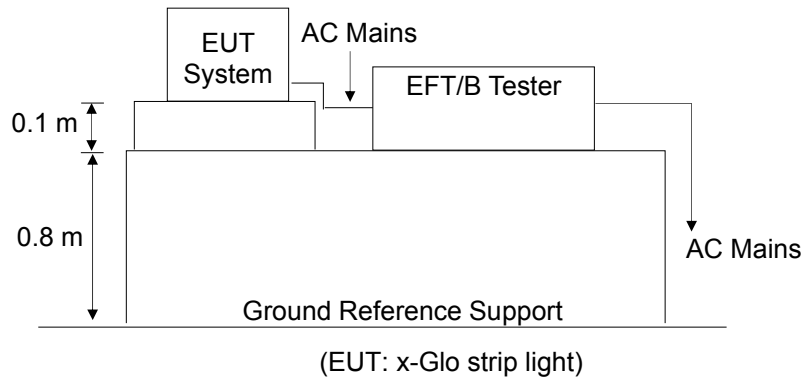 EUT
System
AC Mains
EFT/B Tester
0.1 m
0.8 m
AC Mains
Ground Reference Support
(EUT: x-Glo strip light)